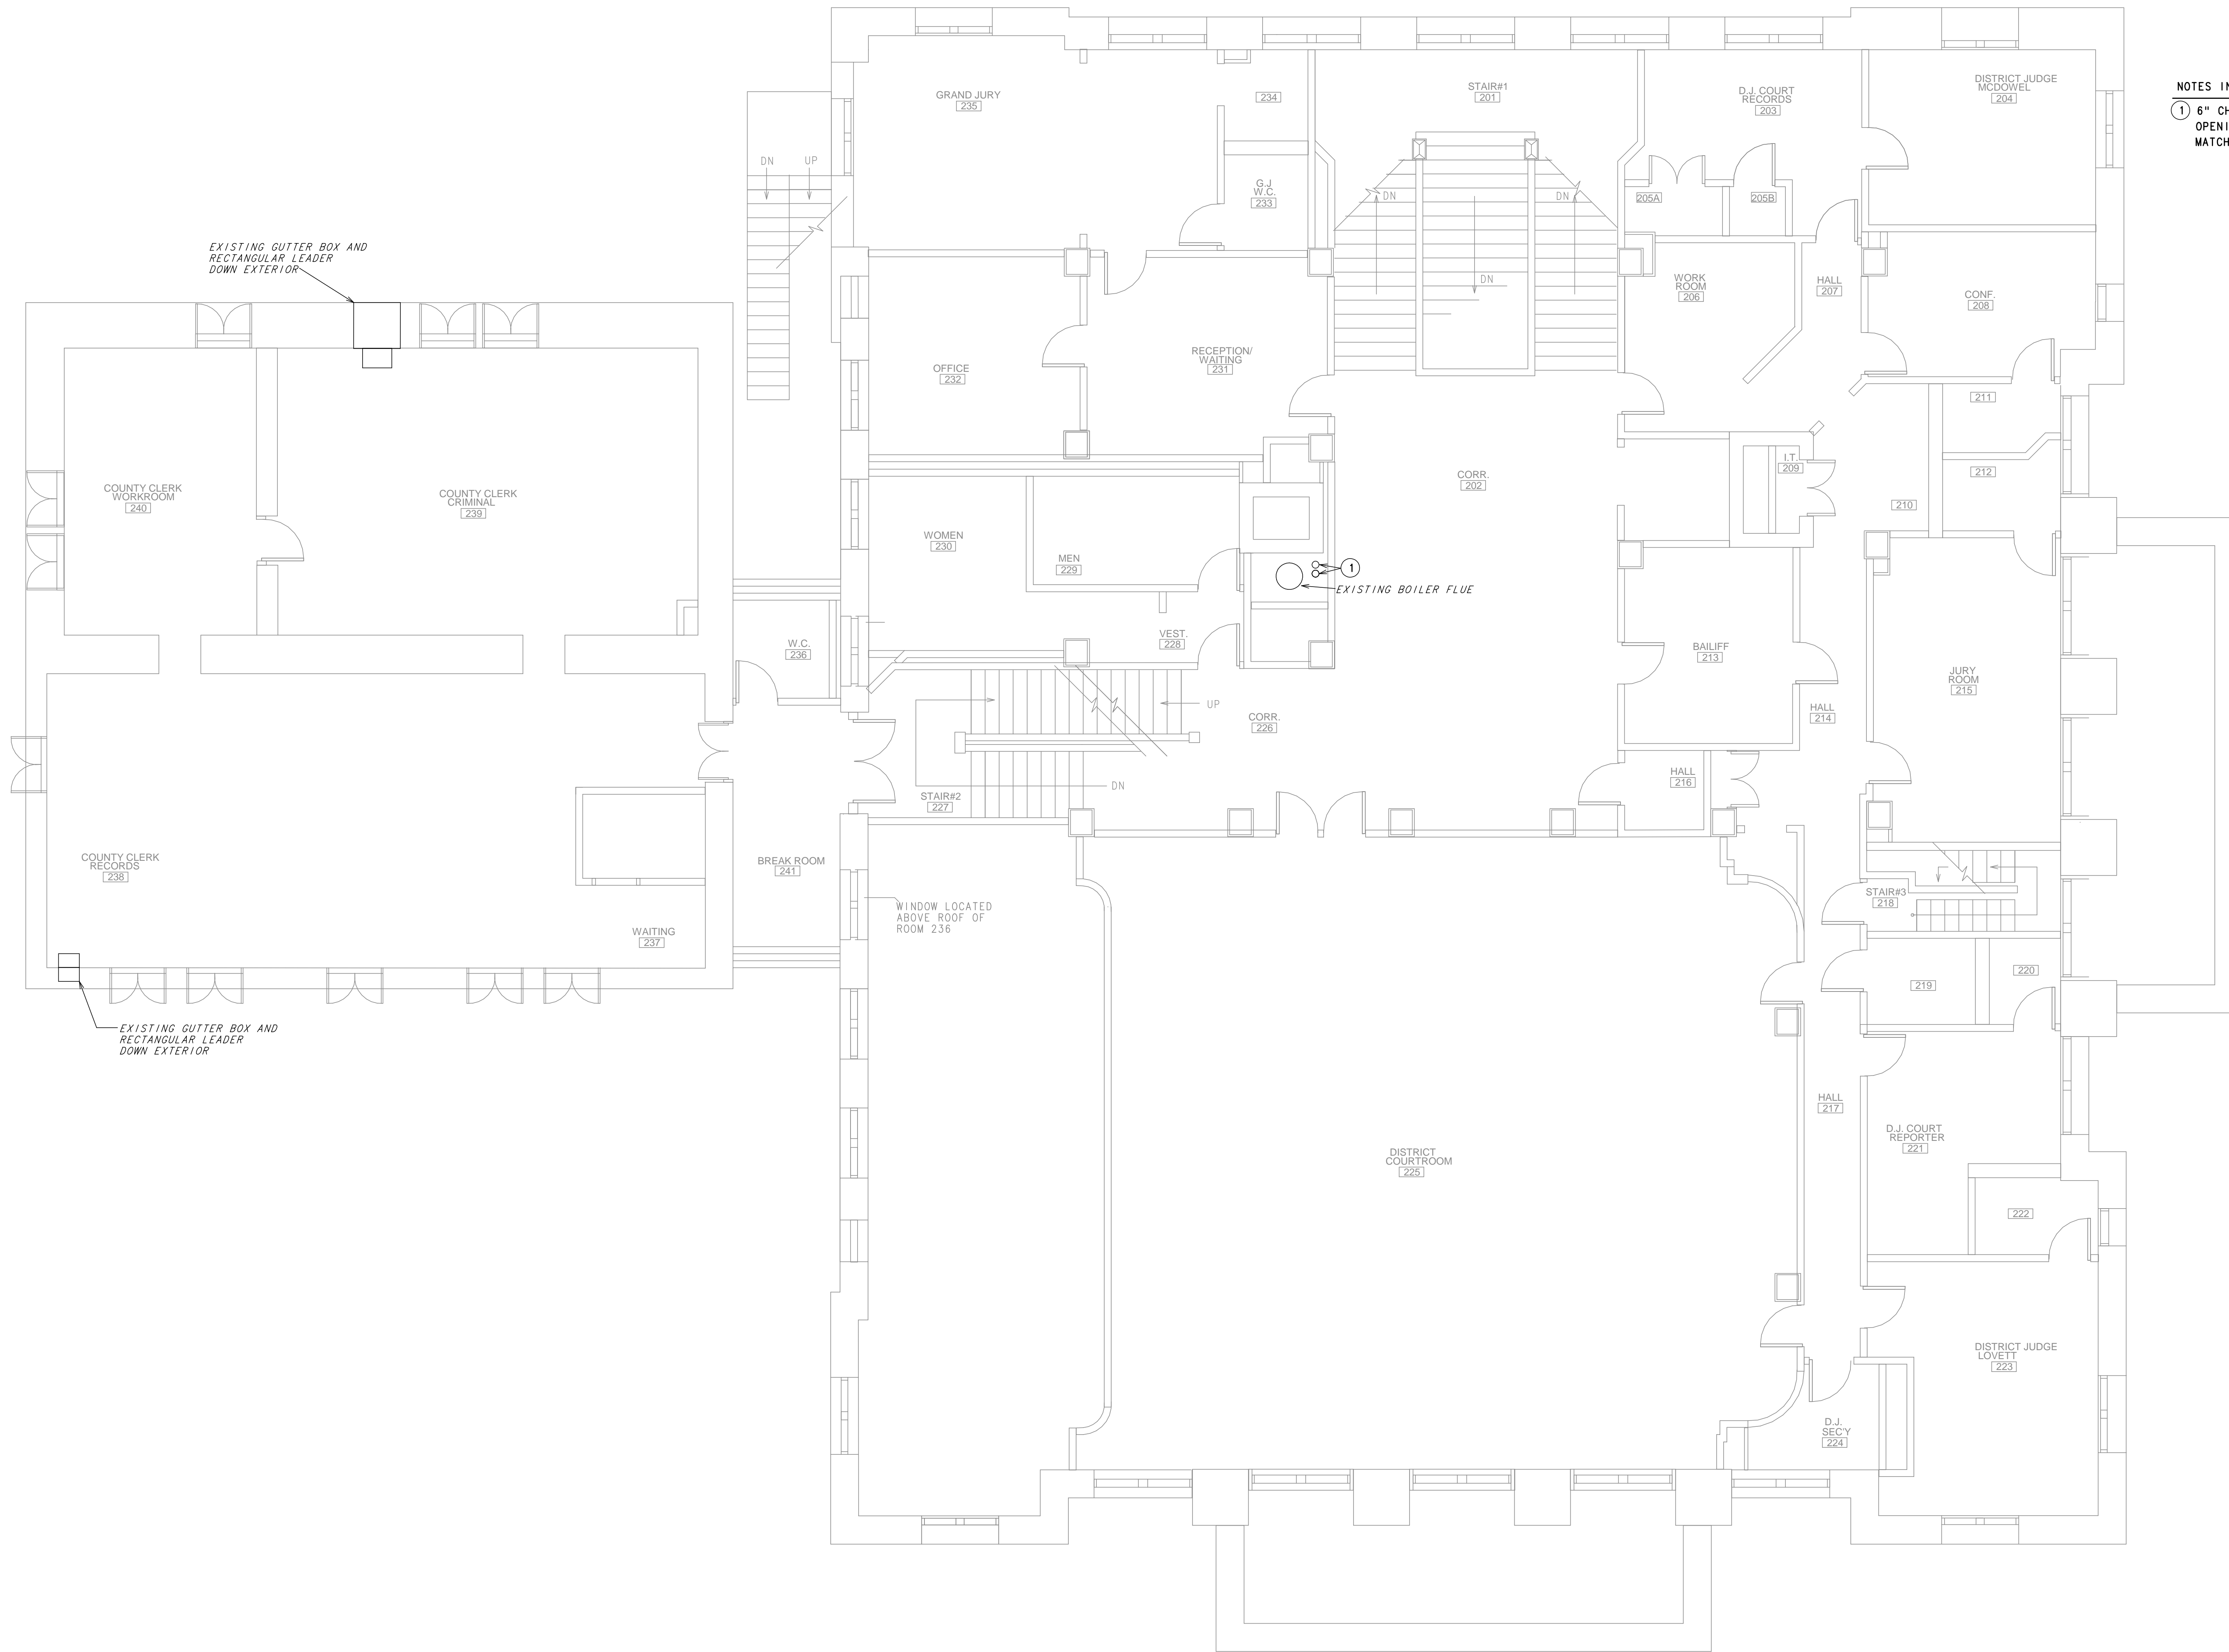 GRAND JURY
235
234
STAIR#1
201
D.J. COURT
RECORDS
203
DISTRICT JUDGE
MCDOWEL
204
NOTES IN
1 6" CH
OPENI
MATCH
DN
UP
G.J
W.C.
233
DN
DN
DN
205A
205B
EXISTING GUTTER BOX AND
RECTANGULAR LEADER
DOWN EXTERIOR
WORK
ROOM
206
HALL
207
CONF.
208
OFFICE
232
RECEPTION/
WAITING
231
211
212
COUNTY CLERK
WORKROOM
240
COUNTY CLERK
CRIMINAL
239
CORR.
202
I.T.
209
210
WOMEN
230
MEN
229
1
EXISTING BOILER FLUE
W.C.
236
VEST.
228
BAILIFF
213
JURY
ROOM
215
UP
CORR.
226
HALL
214
DN
STAIR#2
227
HALL
216
COUNTY CLERK
RECORDS
238
BREAK ROOM
241
STAIR#3
218
WINDOW LOCATED
ABOVE ROOF OF
ROOM 236
WAITING
237
220
219
EXISTING GUTTER BOX AND
RECTANGULAR LEADER
DOWN EXTERIOR
HALL
217
D.J. COURT
REPORTER
221
DISTRICT
COURTROOM
225
222
DISTRICT JUDGE
LOVETT
223
D.J.
SEC'Y
224